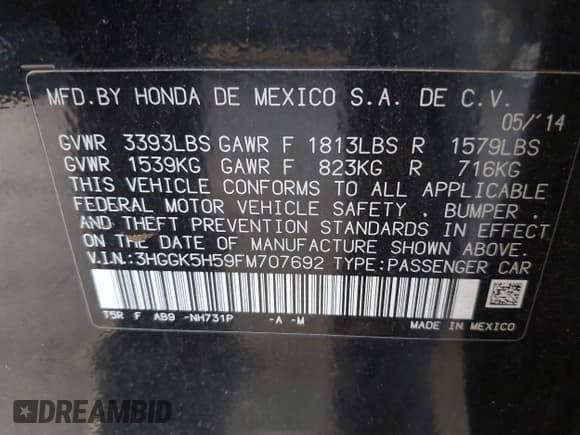 MFD.BY HONDA DE MEXICO S.A. DE C.V.
05/'14
GVWR 3393LBS GAWR F 1813LBS R 1579LBS
GVWR 1539KG GAWR F 823KG R 716KG
THIS VEHICLE CONFORMS TO ALL APPLICABLE
FEDERAL MOTOR VEHICLE SAFETY , BUMPER ,
AND THEFT PREVENTION STANDARDS IN EFFECT
ON THE DATE OF MANUFACTURE SHOWN ABOVE.
V.I.N.:3HGGK5H59FM707692 TYPE:PASSENGER CAR
T5R F AB9 -NH731P -A -M
MADE IN MEXICO
DREAMBID